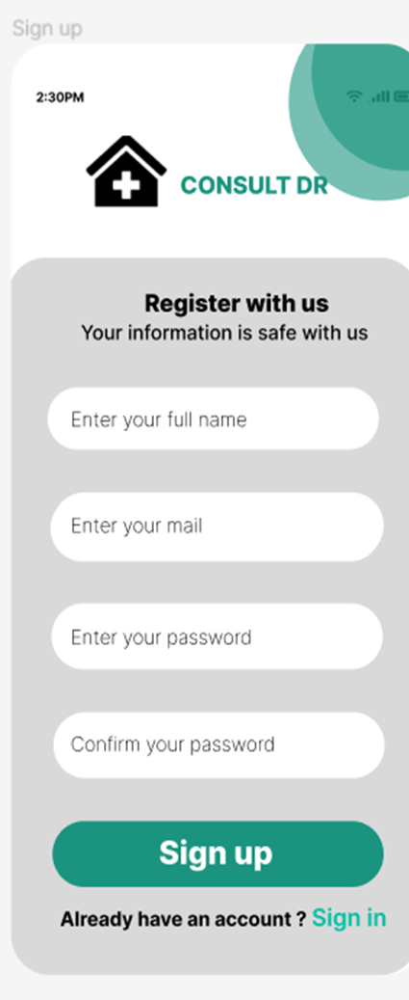 Sign up
2:30PM
CONSULT DR
Register with us
Your information is safe with us
Enter your full name
Enter your mail
Enter your password
Confirm your password
Sign up
Already have an account ? Sign in